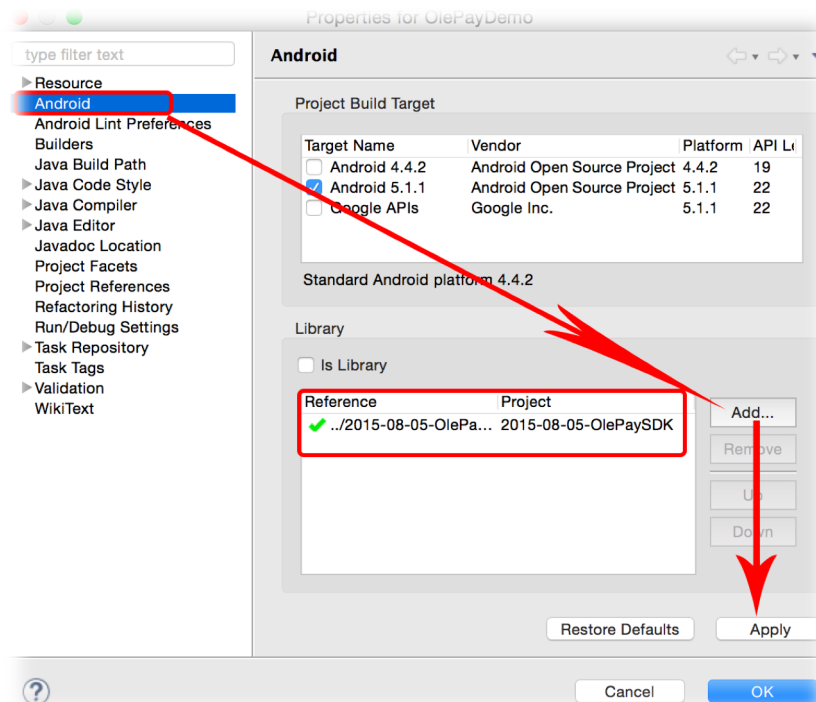 Properties for OlePayDemo
type filter text
Resource
Android
Android Lint Preferences
Builders
Java Build Path
Java Code Style
Java Compiler
Java Editor
Javadoc Location
Project Facets
Project References
Refactoring History
Run/Debug Settings
Task Repository
Task Tags
Validation
WikiText
Android
Project Build Target
Target Name Vendor Platform API Le
Android 4.4.2 Android Open Source Project 4.4.2 19
Android 5.1.1 Android Open Source Project 5.1.1 22
Google APIs Google Inc. 5.1.1 22
Standard Android platform 4.4.2
Library
Is Library
Reference Project
../2015-08-05-OlePa... 2015-08-05-OlePaySDK
Add...
Remove
Up
Down
Restore Defaults Apply
? Cancel OK